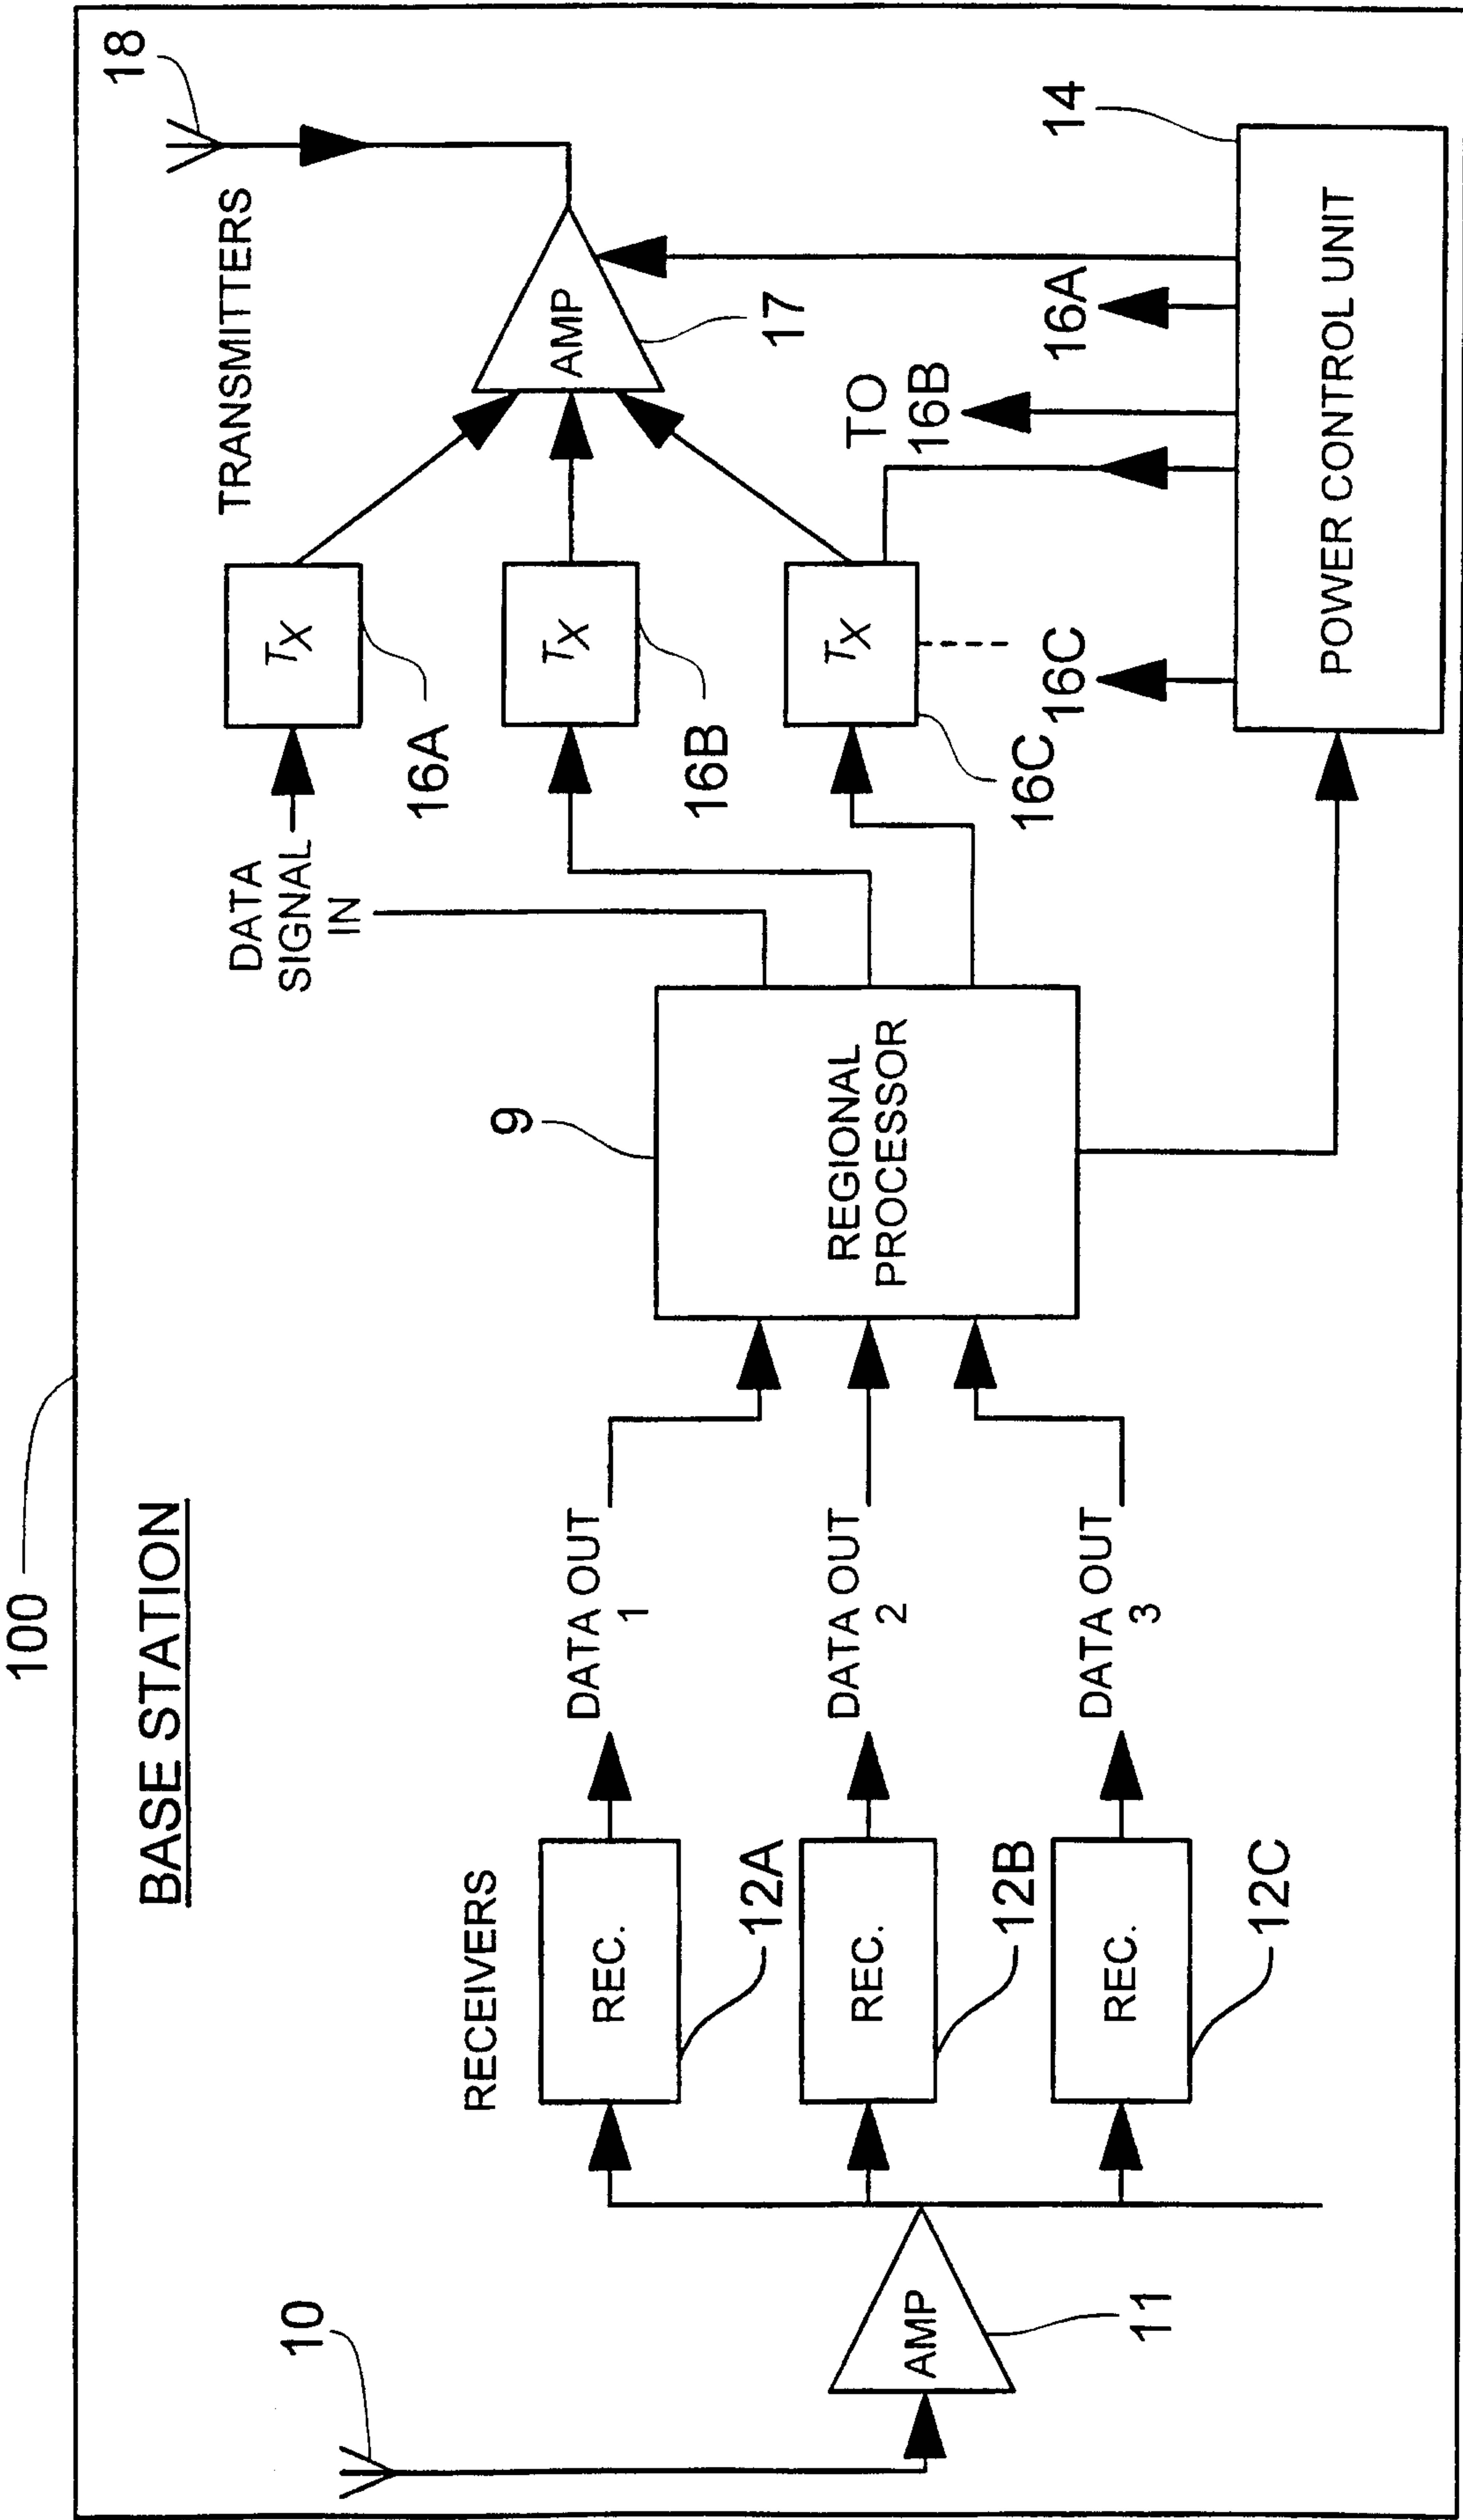 100
BASE STATION
10
AMP
11
RECEIVERS
REC.
12A
REC.
12B
REC.
12C
DATA OUT
1
DATA OUT
2
DATA OUT
3
9
REGIONAL
PROCESSOR
DATA
SIGNAL
IN
TRANSMITTERS
TX
16A
TX
16B
TX
16C
AMP
17
18
TO
16B
16A
16C
14
POWER CONTROL UNIT